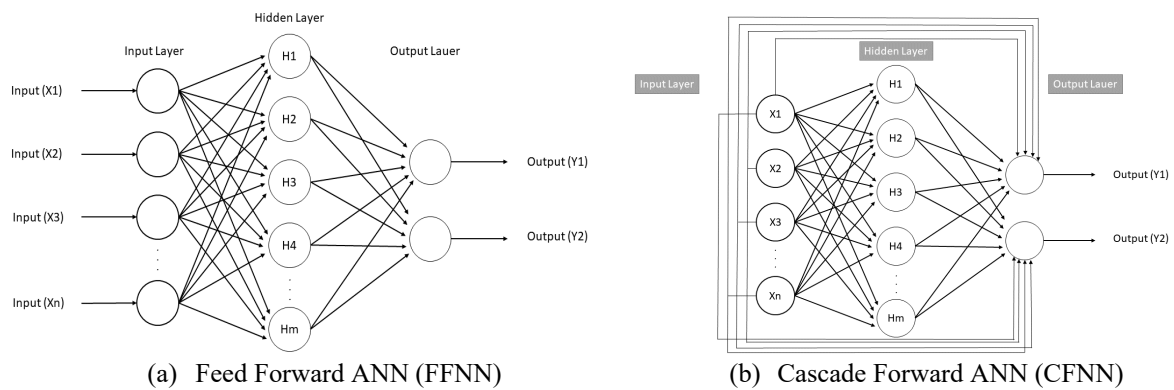 Hidden Layer
Input Layer
Output Lauer
Input (X1)
Input (X2)
Input (X3)
Input (Xn)
H1
H2
H3
H4
Hm
Output (Y1)
Output (Y2)
(a) Feed Forward ANN (FFNN)
Hidden Layer
Input Layer
Output Lauer
X1
X2
X3
Xn
H1
H2
H3
H4
Hm
Output (Y1)
Output (Y2)
(b) Cascade Forward ANN (CFNN)